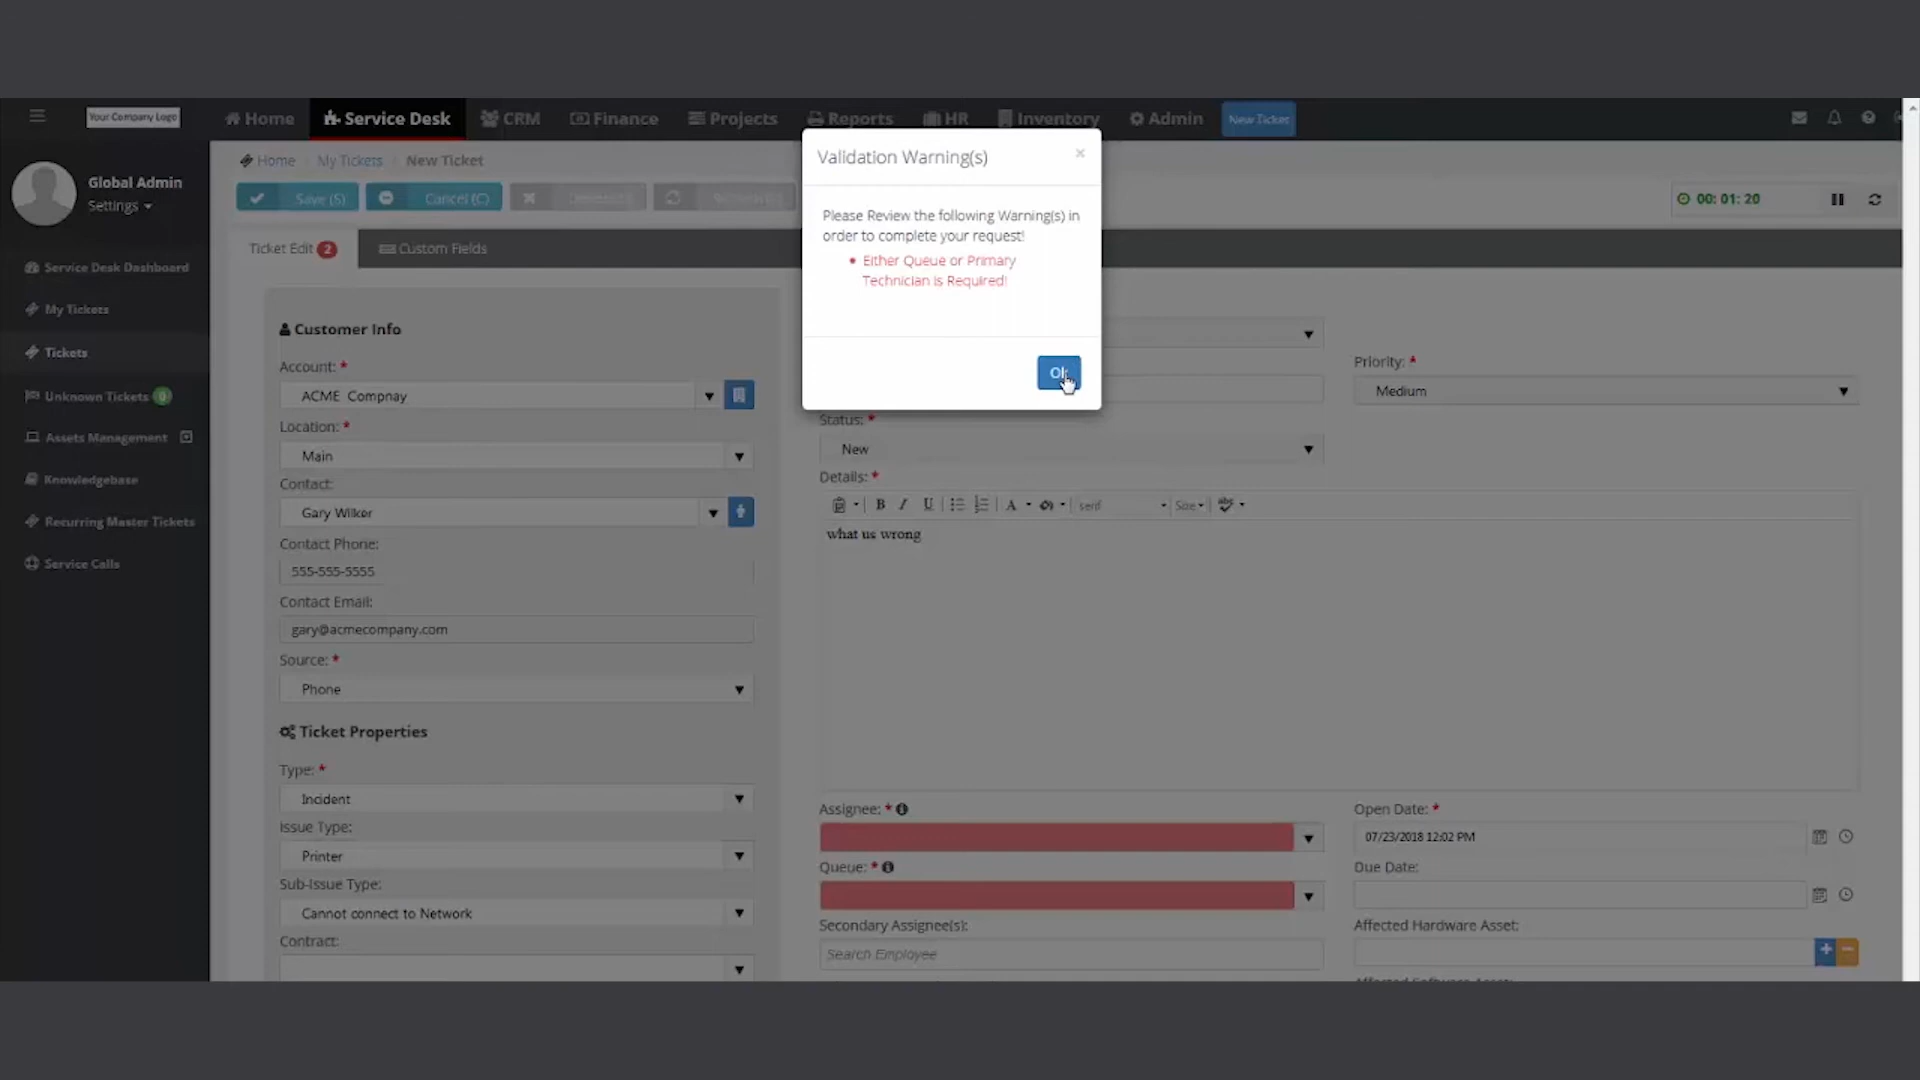 Your Company Logo
Home
Service Desk
CRM
Finance
Projects
Reports
HR
Inventory
Admin
New Ticket
Global Admin
Settings
Home
My Tickets
New Ticket
Save (S)
Cancel (C)
00: 01: 20
Ticket Edit 2
Custom Fields
Service Desk Dashboard
My Tickets
Tickets
Unknown Tickets 0
Assets Management
Knowledgebase
Recurring Master Tickets
Service Calls
Validation Warning(s)
×
Please Review the following Warning(s) in
order to complete your request!
Either Queue or Primary
Technician is Required!
Customer Info
Account: *
ACME Compnay
Location: *
Main
Contact:
Gary Wilker
Contact Phone:
555-555-5555
Contact Email:
gary@acmecompany.com
Source: *
Phone
Ticket Properties
Type: *
Incident
Issue Type:
Printer
Sub-Issue Type:
Cannot connect to Network
Contract:
Priority: *
Medium
Status: *
New
Details: *
B I U A serif Size abc
what us wrong
Assignee: *
Queue: *
Secondary Assignee(s):
Search Employee
Open Date: *
07/23/2018 12:02 PM
Due Date:
Affected Hardware Asset: